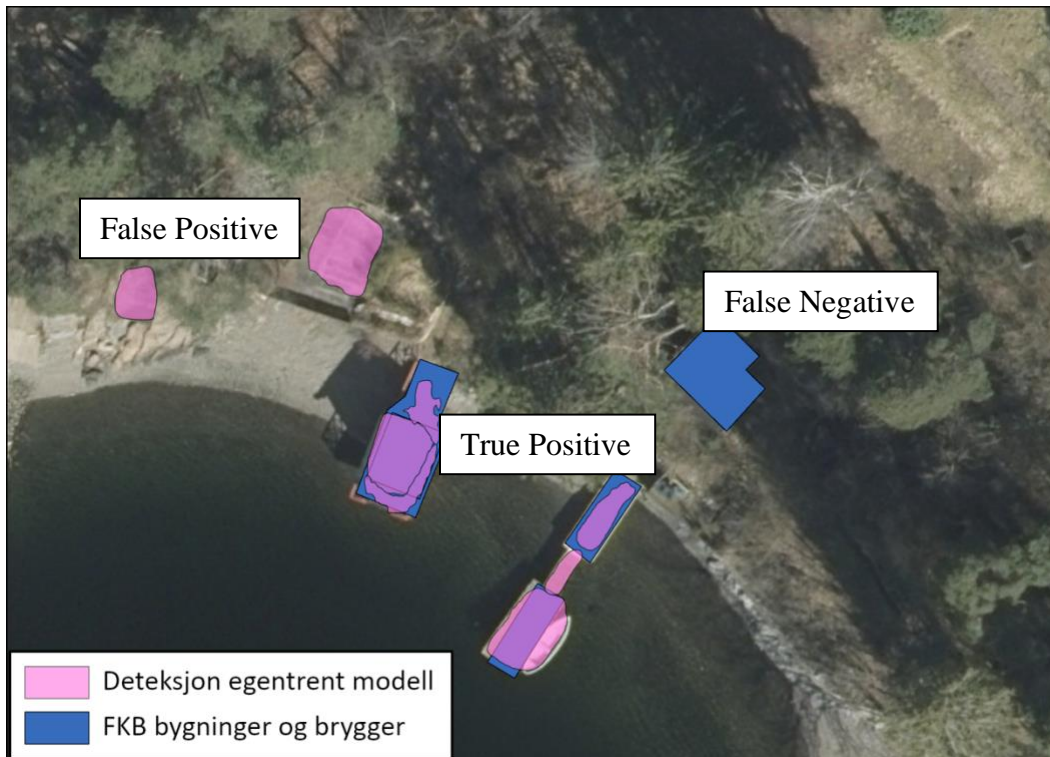 False Positive
False Negative
True Positive
Deteksjon egentrent modell
FKB bygninger og brygger